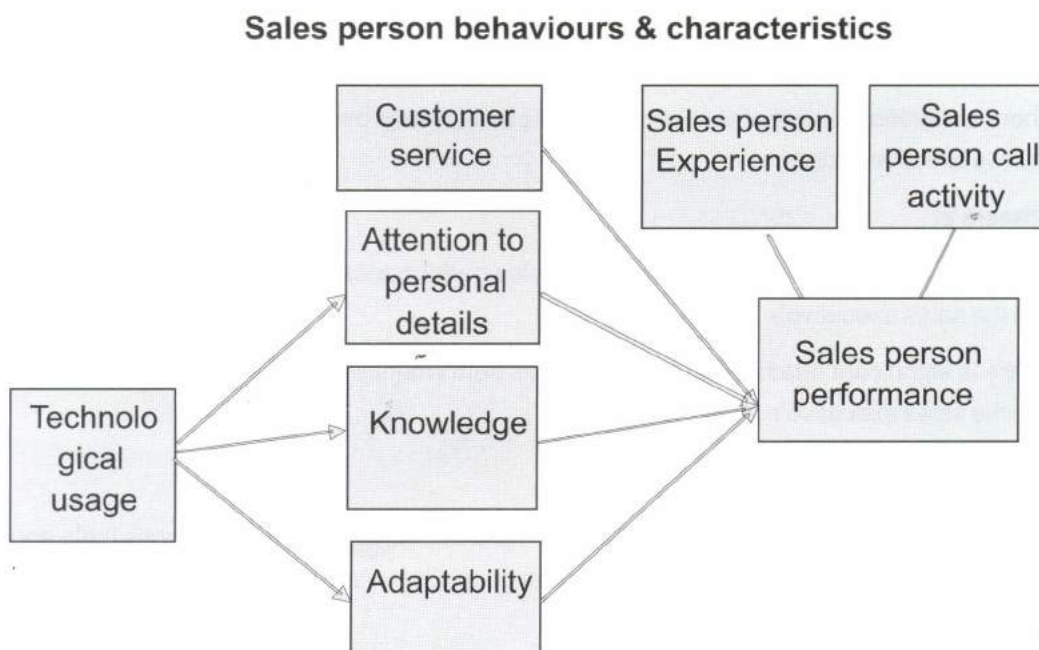 Sales person behaviours & characteristics
Customer
service
Sales person
Experience
Sales
person call
activity
Attention to
personal
details
Sales person
performance
Knowledge
Technolo
gical
usage
Adaptability